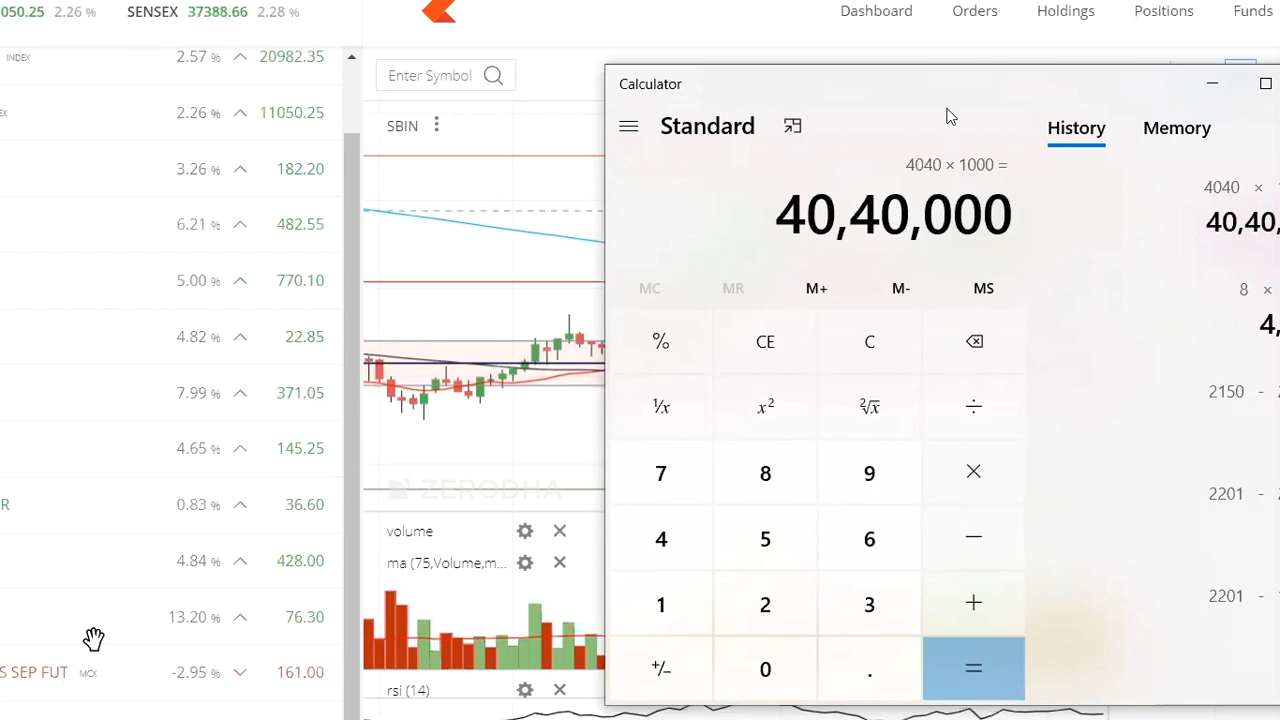 050.25 2.26 % SENSEX 37388.66 2.28 %
Dashboard Orders Holdings Positions Funds
INDEX 2.57 % 20982.35
EX 2.26 % 11050.25
3.26 % 182.20
6.21 % 482.55
5.00 % 770.10
4.82 % 22.85
7.99 % 371.05
4.65 % 145.25
R 0.83 % 36.60
4.84 % 428.00
13.20 % 76.30
S SEP FUT MCX -2.95 % 161.00
Enter Symbol
SBIN
ZERODHA
volume
ma (75,Volume,m...
rsi (14)
Calculator
Standard
History Memory
4040 × 1000 =
40,40,000
MC MR M+ M- MS
% CE C
¹/x x² ²√x ÷
7 8 9 ×
4 5 6 −
1 2 3 +
+/− 0 . =
4040 ×
40,40,
8 ×
4,
2150 -
2201 -
2201 -